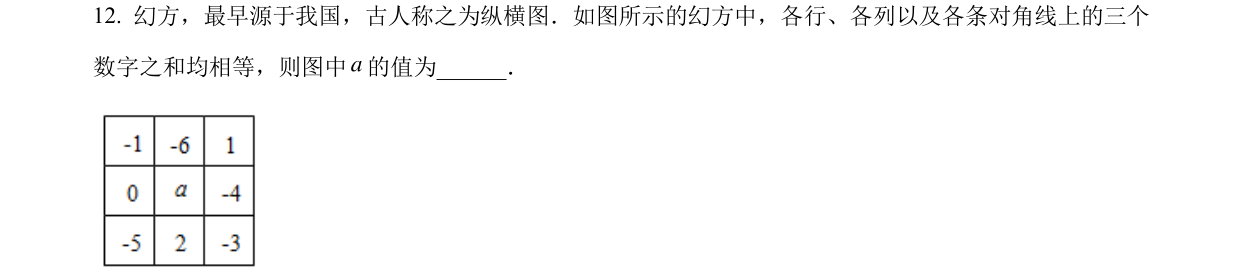 12. 幻方，最早源于我国，古人称之为纵横图．如图所示的幻方中，各行、各列以及各条对角线上的三个
数字之和均相等，则图中 a 的值为______．
-1 -6 1
0 a -4
-5 2 -3